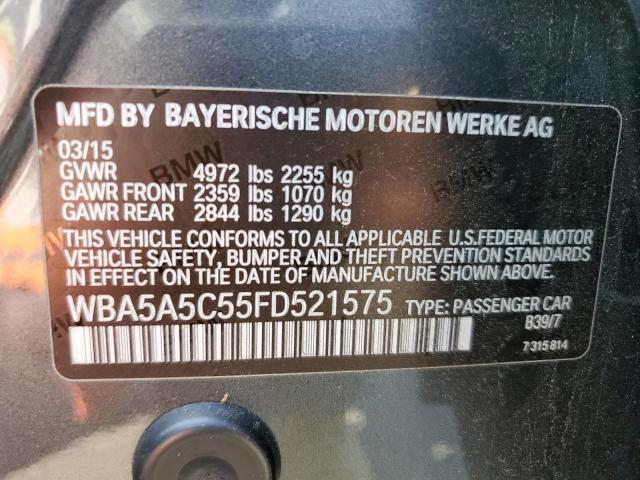 MFD BY BAYERISCHE MOTOREN WERKE AG
03/15
GVWR 4972 lbs 2255 kg
GAWR FRONT 2359 lbs 1070 kg
GAWR REAR 2844 lbs 1290 kg
THIS VEHICLE CONFORMS TO ALL APPLICABLE U.S.FEDERAL MOTOR
VEHICLE SAFETY, BUMPER AND THEFT PREVENTION STANDARDS
IN EFFECT ON THE DATE OF MANUFACTURE SHOWN ABOVE.
WBA5A5C55FD521575 TYPE: PASSENGER CAR
B39/7
7 315 814
BMW
BMW